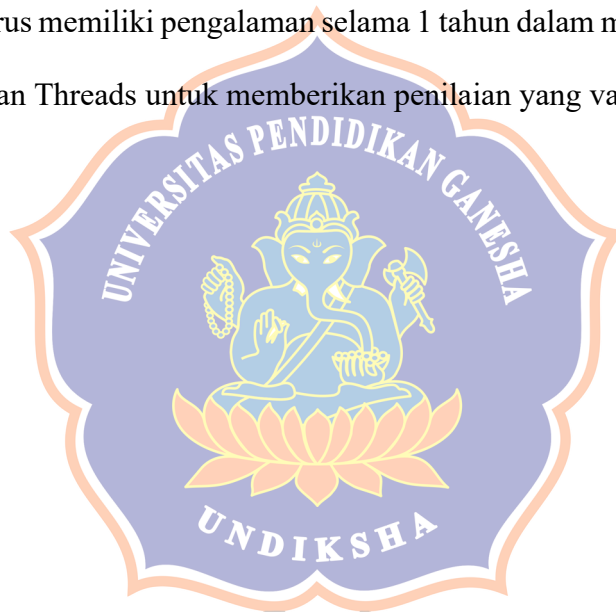 rus memiliki pengalaman selama 1 tahun dalam m
an Threads untuk memberikan penilaian yang va
UNIVERSITAS PENDIDIKAN GANESHA
UNDIKSHA